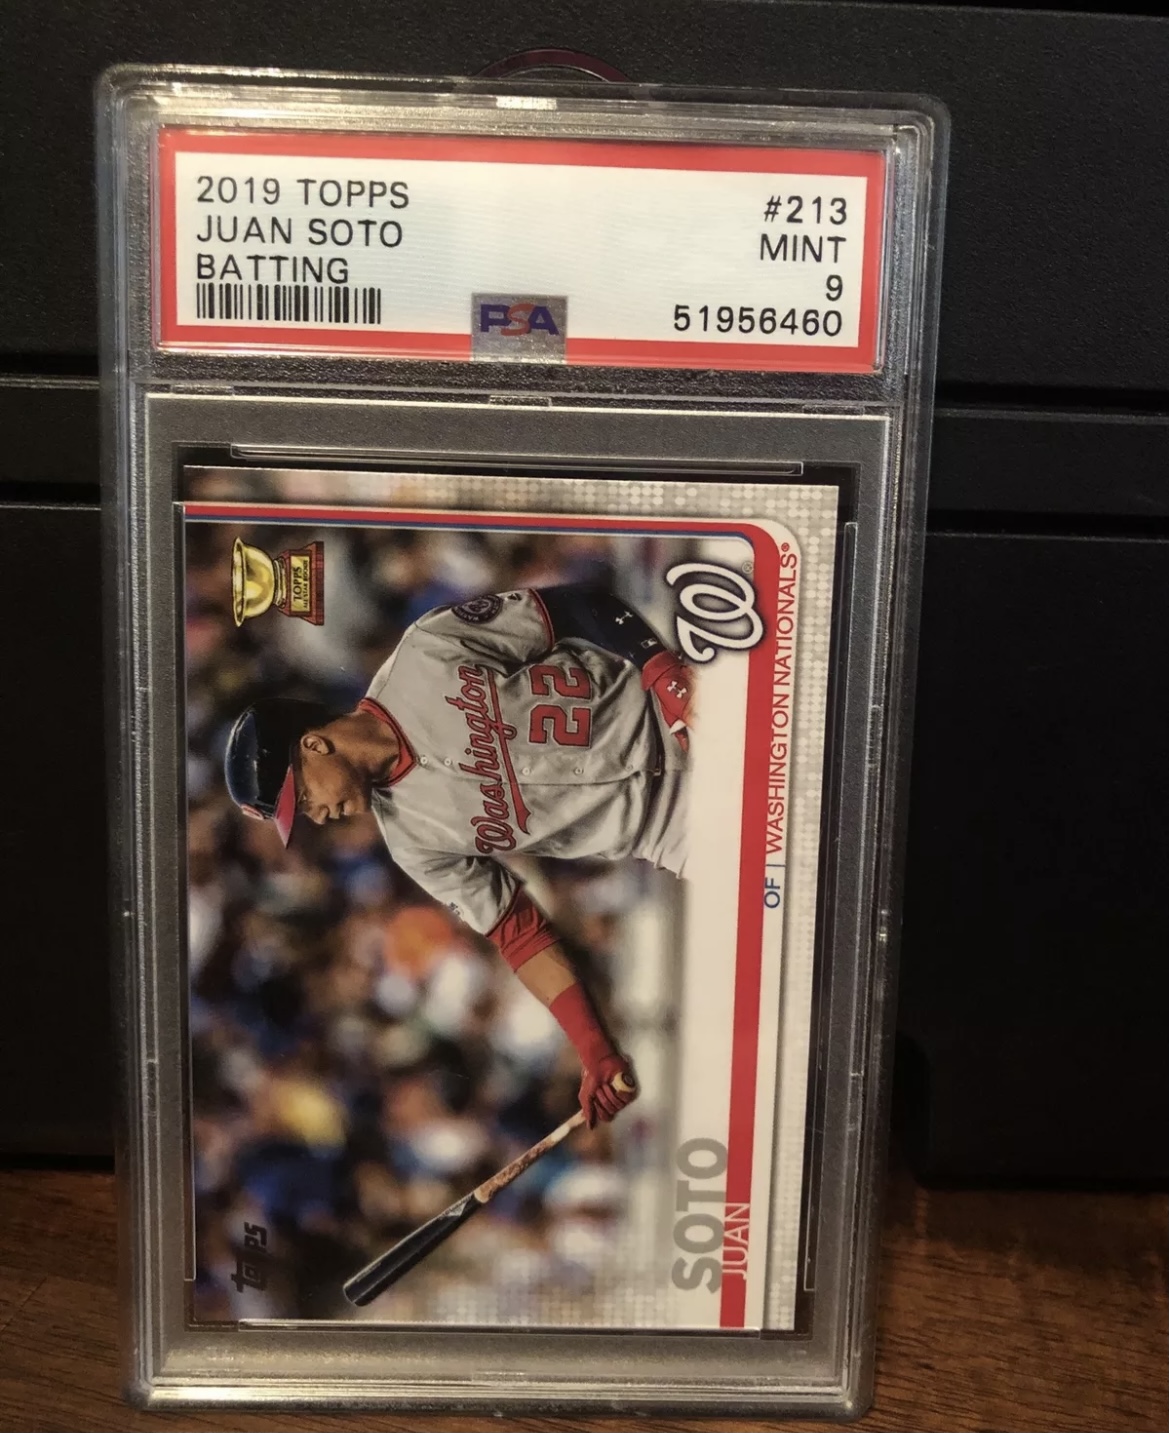 2019 TOPPS
JUAN SOTO
BATTING
#213
MINT
9
51956460
PSA
TOPPS
W
OF | WASHINGTON NATIONALS®
Washington
22
SOTO
JUAN
topps